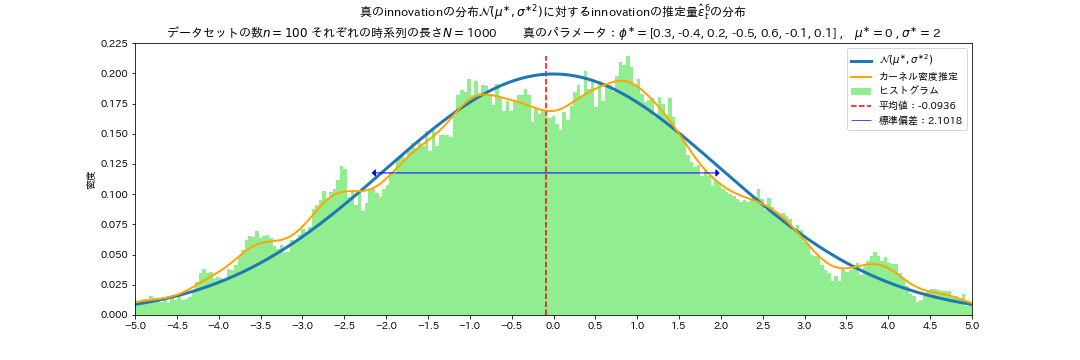 真のinnovationの分布𝒩(μ*, σ*²)に対するinnovationの推定量ε̂ₜ⁶の分布
データセットの数n = 100 それぞれの時系列の長さN = 1000 真のパラメータ：ϕ* = [0.3, -0.4, 0.2, -0.5, 0.6, -0.1, 0.1] , μ* = 0 , σ* = 2
0.225
0.200
0.175
0.150
0.125
0.100
0.075
0.050
0.025
0.000
密度
−5.0 −4.5 −4.0 −3.5 −3.0 −2.5 −2.0 −1.5 −1.0 −0.5 0.0 0.5 1.0 1.5 2.0 2.5 3.0 3.5 4.0 4.5 5.0
𝒩(μ*, σ*²)
カーネル密度推定
ヒストグラム
平均値：-0.0936
標準偏差：2.1018